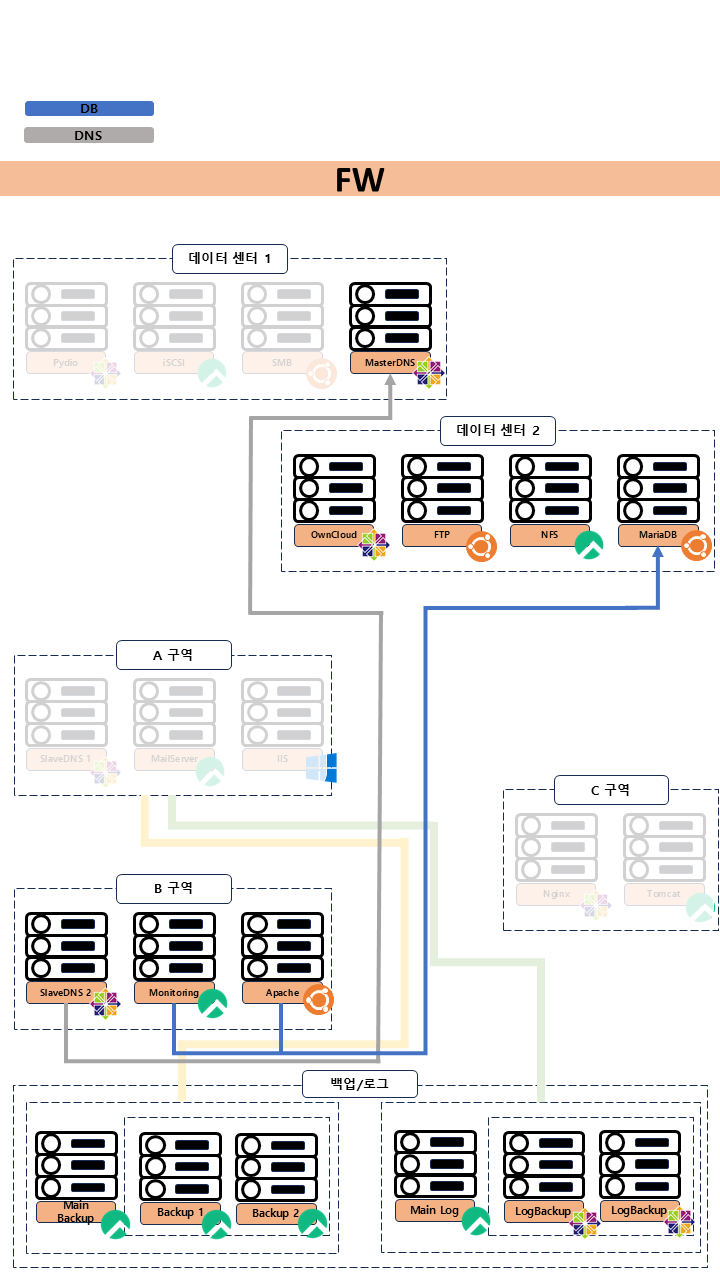 DB
DNS
FW
데이터 센터 1
Pydio
iSCSI
SMB
MasterDNS
데이터 센터 2
OwnCloud
FTP
NFS
MariaDB
A 구역
SlaveDNS 1
MailServer
IIS
C 구역
Nginx
Tomcat
B 구역
SlaveDNS 2
Monitoring
Apache
백업/로그
Main
Backup
Backup 1
Backup 2
Main Log
LogBackup
LogBackup